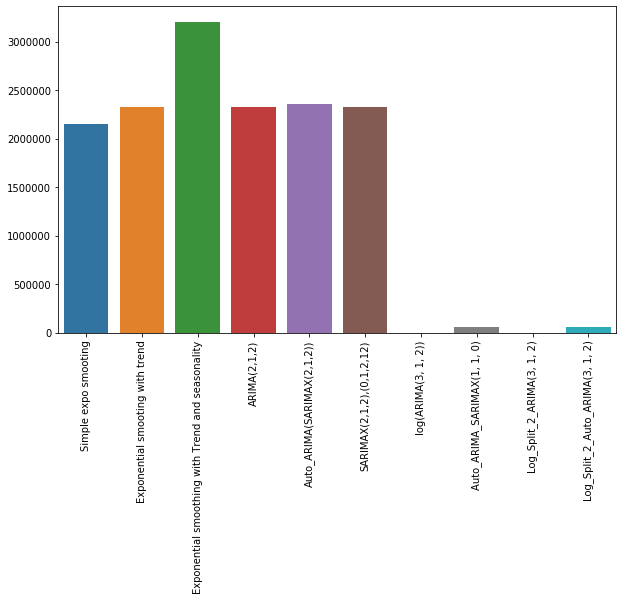 3000000
2500000
2000000
1500000
1000000
500000
0
Simple expo smooting
Exponential smooting with trend
Exponential smoothing with Trend and seasonality
ARIMA(2,1,2)
Auto_ARIMA(SARIMAX(2,1,2))
SARIMAX(2,1,2),(0,1,2,12)
log(ARIMA(3, 1, 2))
Auto_ARIMA_SARIMAX(1, 1, 0)
Log_Split_2_ARIMA(3, 1, 2)
Log_Split_2_Auto_ARIMA(3, 1, 2)